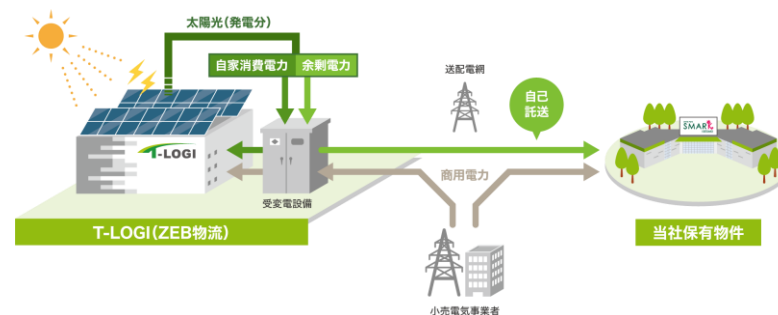 太陽光（発電分）
自家消費電力
余剰電力
送配電網
自己
託送
SMARK
T-LOGI
商用電力
受変電設備
T-LOGI（ZEB物流）
当社保有物件
小売電気事業者